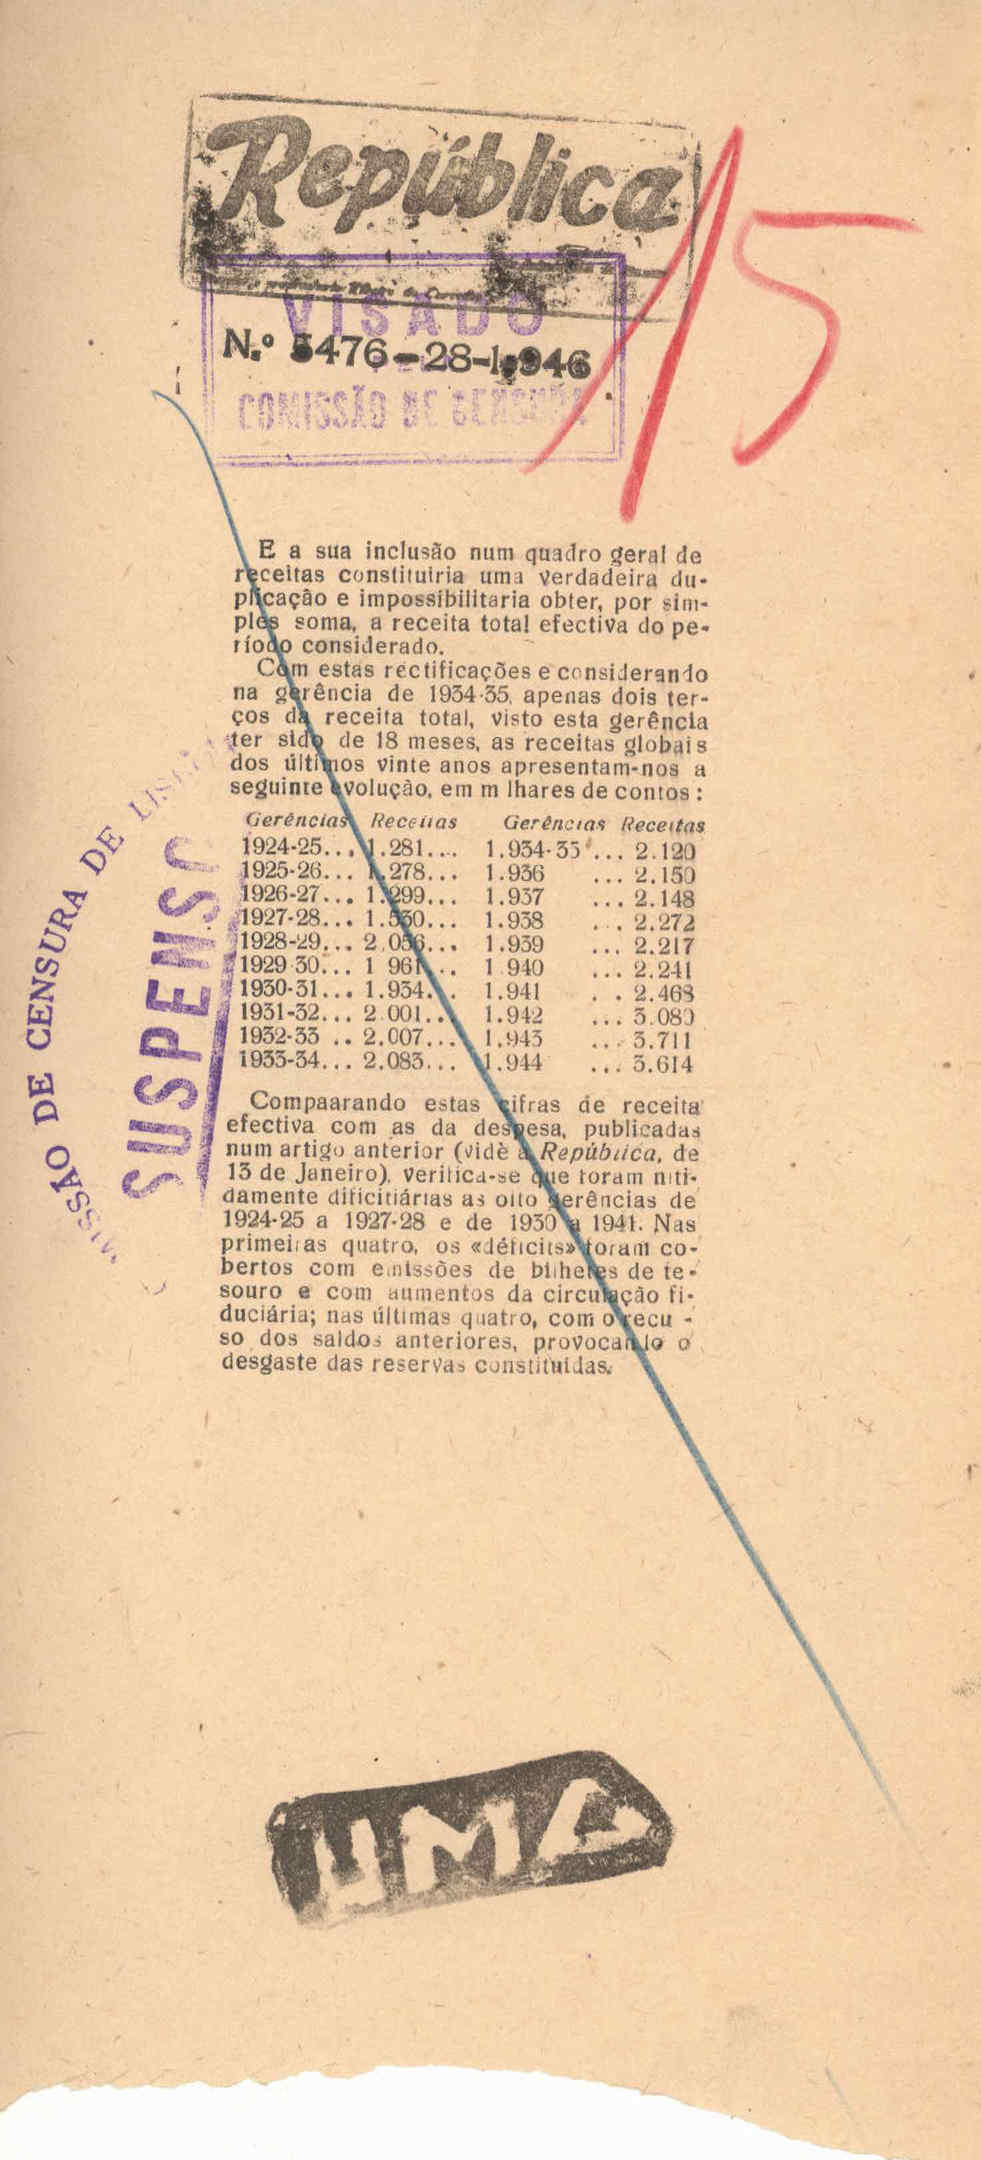 República
VISADO
N.º 5476-28-1-946
COMISSÃO DE CENSURA
15
E a sua inclusão num quadro geral de
receitas constituiria uma verdadeira du-
plicação e impossibilitaria obter, por sim-
ples soma, a receita total efectiva do pe-
ríodo considerado.
Com estas rectificações e considerando
na gerência de 1934-35, apenas dois ter-
ços da receita total, visto esta gerência
ter sido de 18 meses, as receitas globais
dos últimos vinte anos apresentam-nos a
seguinte evolução, em m lhares de contos :
Gerências Receitas Gerências Receitas
1924-25... 1.281... 1.934-35 ... 2.120
1925-26... 1.278... 1.936 ... 2.150
1926-27... 1.299... 1.937 ... 2.148
1927-28... 1.530... 1.938 ... 2.272
1928-29... 2.056... 1.939 ... 2.217
1929 30... 1 961... 1 940 ... 2.241
1930-31... 1.934... 1.941 . . 2.468
1931-32... 2.001... 1.942 ... 3.080
1932-33 .. 2.007... 1.943 ... 3.711
1933-34... 2.083... 1.944 ... 3.614
Compaarando estas cifras de receita
efectiva com as da despesa, publicadas
num artigo anterior (vidè a República, de
13 de Janeiro), verifica-se que foram niti-
damente dificitiárias as oito gerências de
1924-25 a 1927-28 e de 1930 a 1941. Nas
primeiras quatro, os «déficits» foram co-
bertos com emissões de bilhetes de te-
souro e com aumentos da circulação fi-
duciária; nas últimas quatro, com o recu -
so dos saldos anteriores, provocando o
desgaste das reservas constituídas.
MISSÃO DE CENSURA DE LISBOA
SUSPENSO
UMA